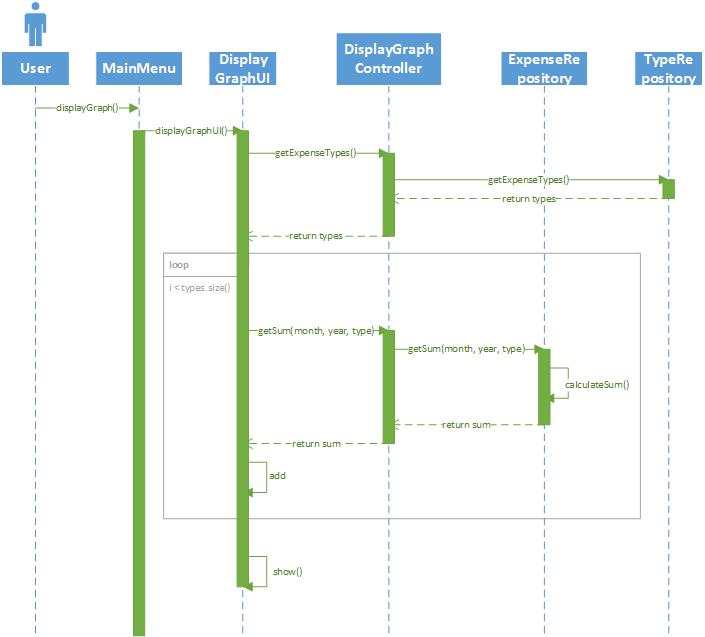 User
MainMenu
Display
GraphUI
DisplayGraph
Controller
ExpenseRe
pository
TypeRe
pository
displayGraph()
displayGraphUI()
getExpenseTypes()
getExpenseTypes()
return types
return types
loop
i < types.size()
getSum(month, year, type)
getSum(month, year, type)
calculateSum()
return sum
return sum
add
show()